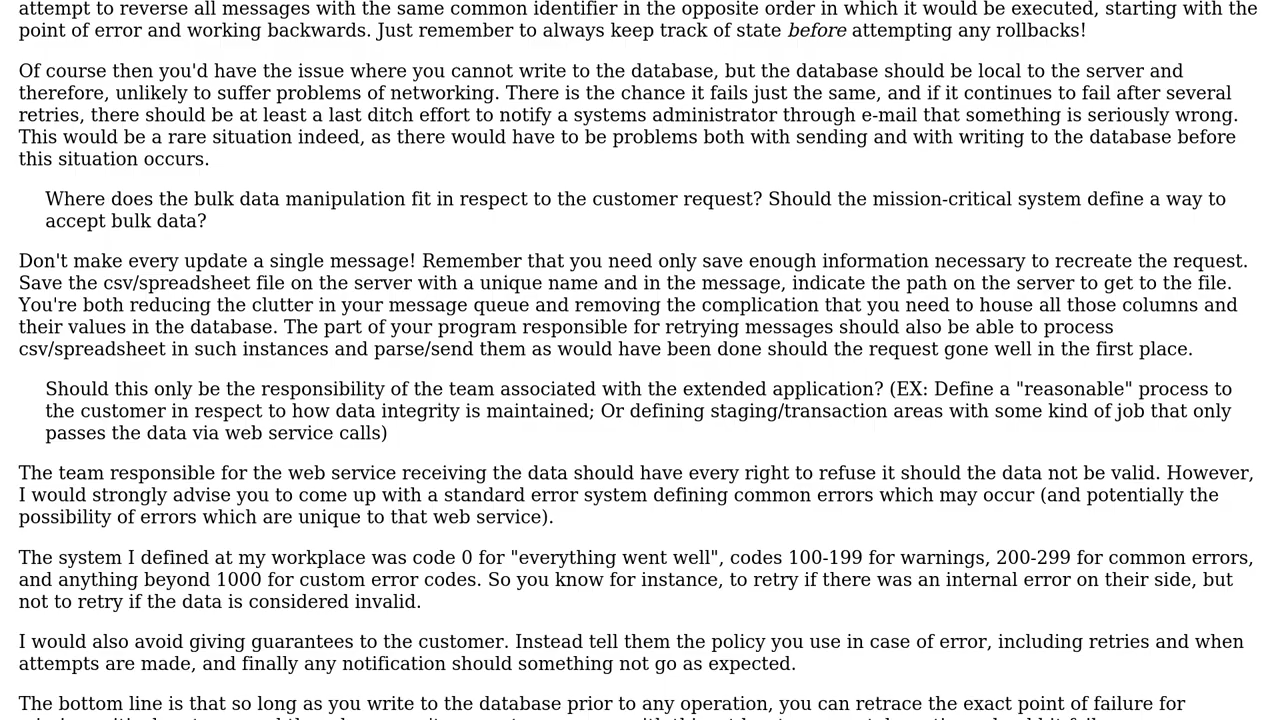 attempt to reverse all messages with the same common identifier in the opposite order in which it would be executed, starting with the
point of error and working backwards. Just remember to always keep track of state before attempting any rollbacks!
Of course then you'd have the issue where you cannot write to the database, but the database should be local to the server and
therefore, unlikely to suffer problems of networking. There is the chance it fails just the same, and if it continues to fail after several
retries, there should be at least a last ditch effort to notify a systems administrator through e-mail that something is seriously wrong.
This would be a rare situation indeed, as there would have to be problems both with sending and with writing to the database before
this situation occurs.
Where does the bulk data manipulation fit in respect to the customer request? Should the mission-critical system define a way to
accept bulk data?
Don't make every update a single message! Remember that you need only save enough information necessary to recreate the request.
Save the csv/spreadsheet file on the server with a unique name and in the message, indicate the path on the server to get to the file.
You're both reducing the clutter in your message queue and removing the complication that you need to house all those columns and
their values in the database. The part of your program responsible for retrying messages should also be able to process
csv/spreadsheet in such instances and parse/send them as would have been done should the request gone well in the first place.
Should this only be the responsibility of the team associated with the extended application? (EX: Define a "reasonable" process to
the customer in respect to how data integrity is maintained; Or defining staging/transaction areas with some kind of job that only
passes the data via web service calls)
The team responsible for the web service receiving the data should have every right to refuse it should the data not be valid. However,
I would strongly advise you to come up with a standard error system defining common errors which may occur (and potentially the
possibility of errors which are unique to that web service).
The system I defined at my workplace was code 0 for "everything went well", codes 100-199 for warnings, 200-299 for common errors,
and anything beyond 1000 for custom error codes. So you know for instance, to retry if there was an internal error on their side, but
not to retry if the data is considered invalid.
I would also avoid giving guarantees to the customer. Instead tell them the policy you use in case of error, including retries and when
attempts are made, and finally any notification should something not go as expected.
The bottom line is that so long as you write to the database prior to any operation, you can retrace the exact point of failure for